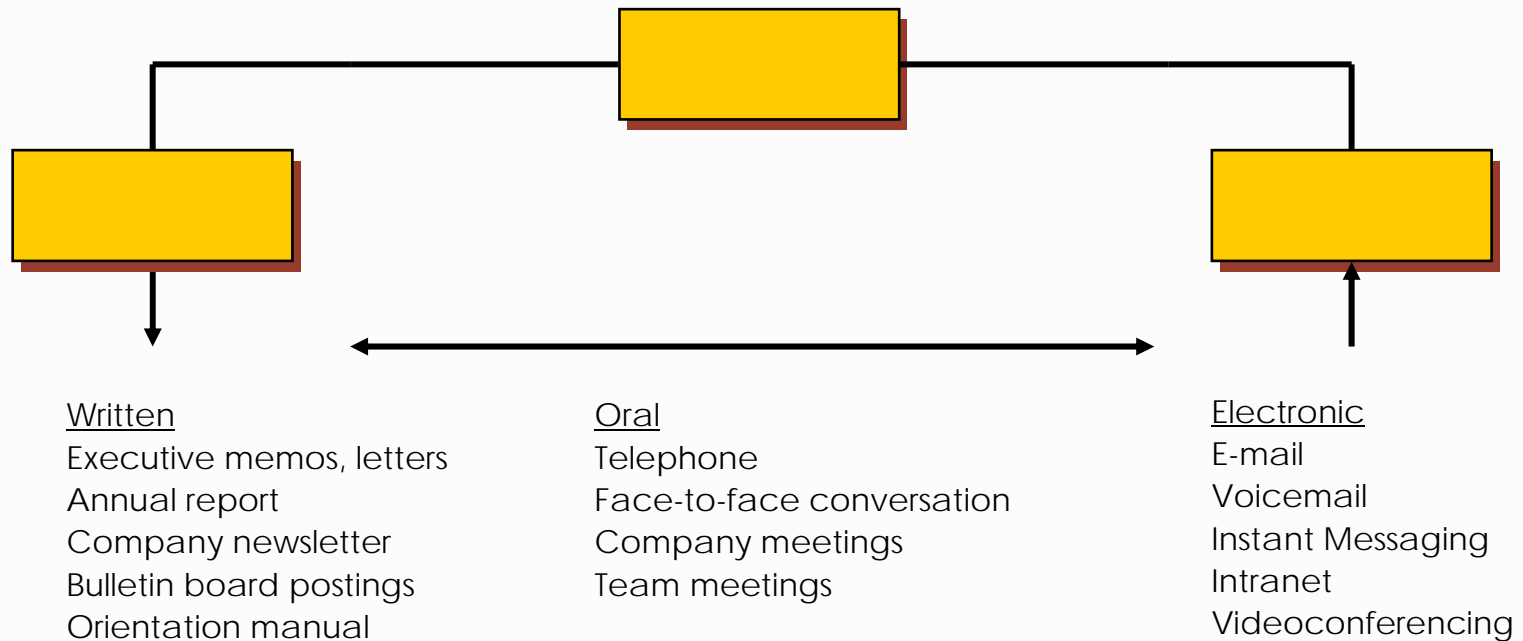 Written
Executive memos, letters
Annual report
Company newsletter
Bulletin board postings
Orientation manual
Oral
Telephone
Face-to-face conversation
Company meetings
Team meetings
Electronic
E-mail
Voicemail
Instant Messaging
Intranet
Videoconferencing